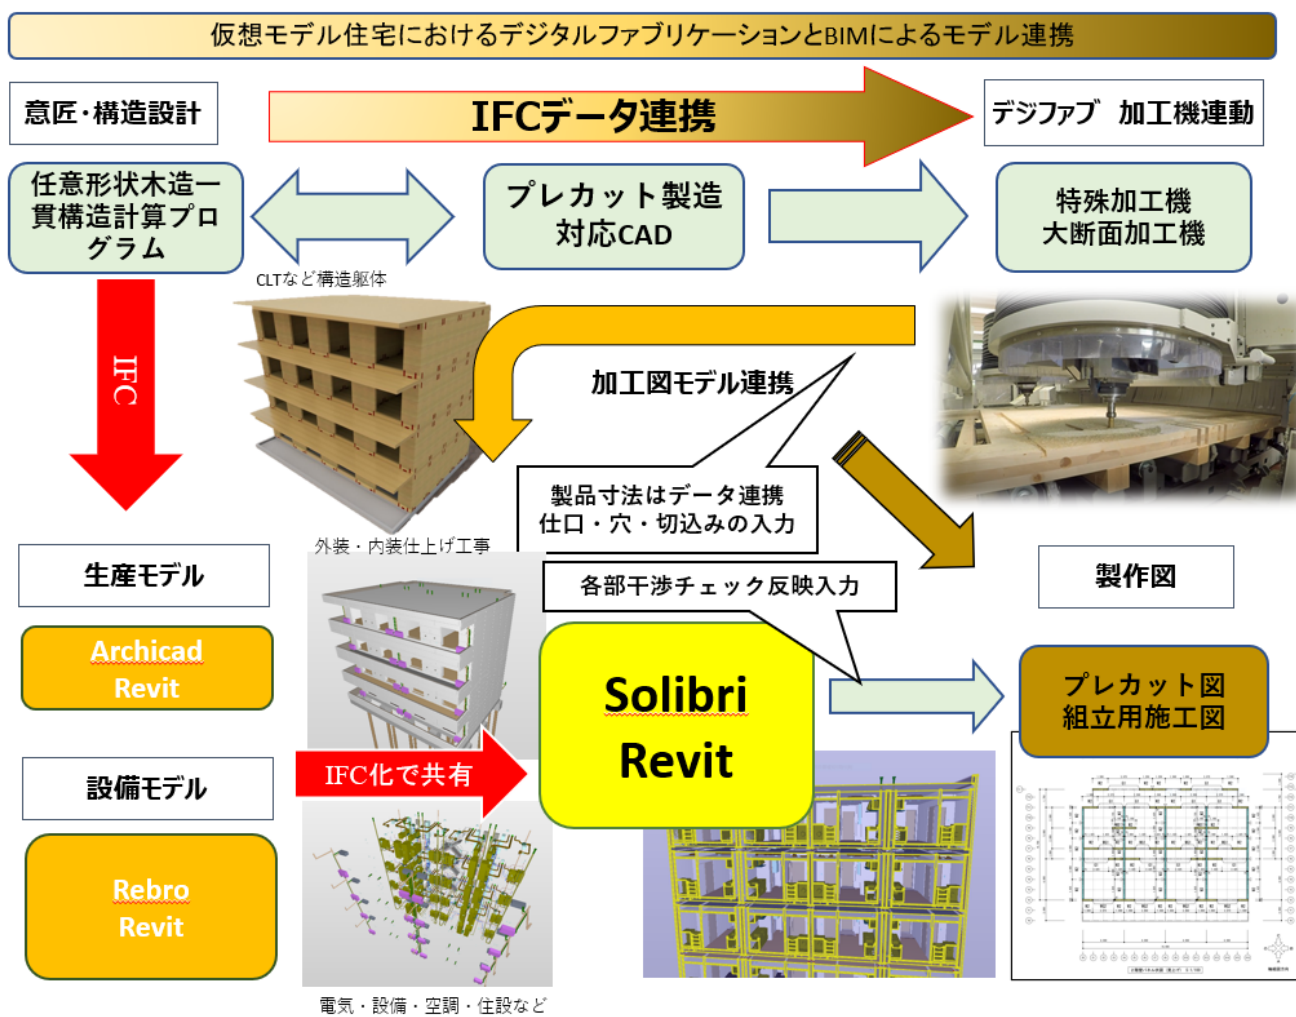 仮想モデル住宅におけるデジタルファブリケーションとBIMによるモデル連携
意匠・構造設計
IFCデータ連携
デジファブ 加工機連動
任意形状木造一
貫構造計算プロ
グラム
プレカット製造
対応CAD
特殊加工機
大断面加工機
CLTなど構造躯体
IFC
加工図モデル連携
製品寸法はデータ連携
仕口・穴・切込みの入力
外装・内装仕上げ工事
各部干渉チェック反映入力
生産モデル
製作図
Archicad
Revit
Solibri
Revit
プレカット図
組立用施工図
設備モデル
IFC化で共有
Rebro
Revit
電気・設備・空調・住設など